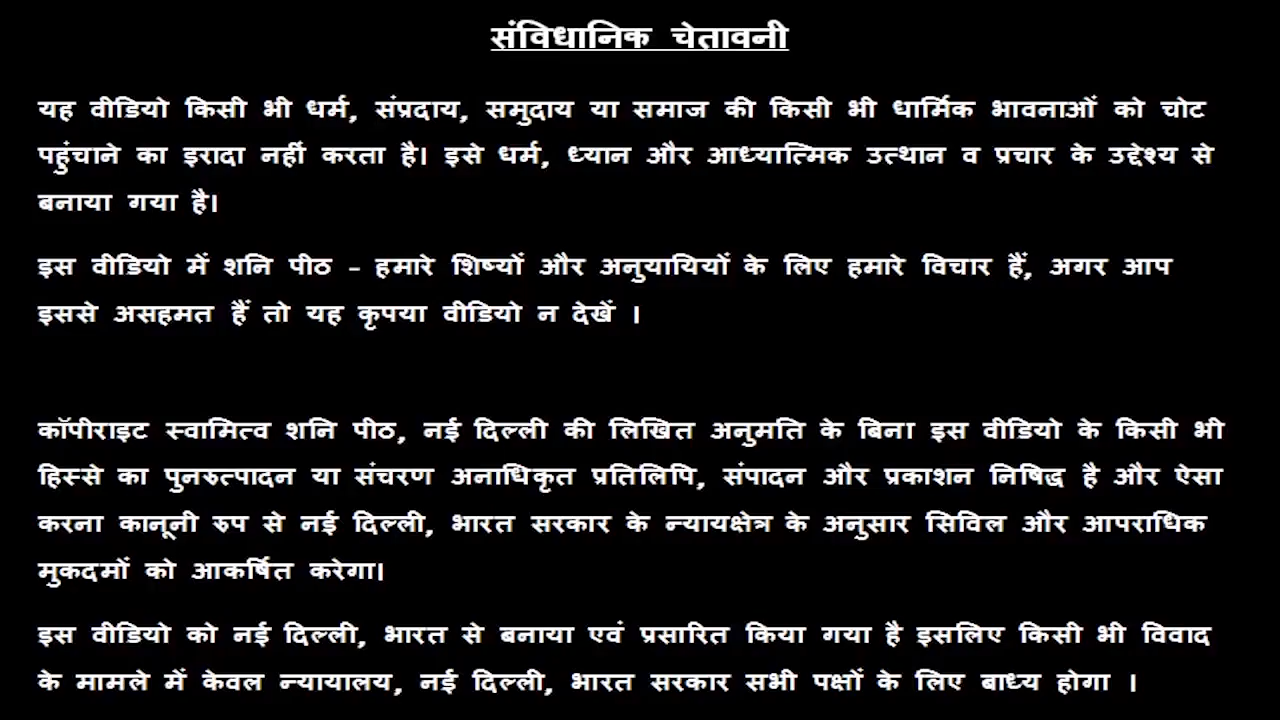 संविधानिक चेतावनी
यह वीडियो किसी भी धर्म, संप्रदाय, समुदाय या समाज की किसी भी धार्मिक भावनाओं को चोट
पहुंचाने का इरादा नहीं करता है। इसे धर्म, ध्यान और आध्यात्मिक उत्थान व प्रचार के उद्देश्य से
बनाया गया है।
इस वीडियो में शनि पीठ – हमारे शिष्यों और अनुयायियों के लिए हमारे विचार हैं, अगर आप
इससे असहमत हैं तो यह कृपया वीडियो न देखें ।
कॉपीराइट स्वामित्व शनि पीठ, नई दिल्ली की लिखित अनुमति के बिना इस वीडियो के किसी भी
हिस्से का पुनरुत्पादन या संचरण अनाधिकृत प्रतिलिपि, संपादन और प्रकाशन निषिद्ध है और ऐसा
करना कानूनी रुप से नई दिल्ली, भारत सरकार के न्यायक्षेत्र के अनुसार सिविल और आपराधिक
मुकदमों को आकर्षित करेगा।
इस वीडियो को नई दिल्ली, भारत से बनाया एवं प्रसारित किया गया है इसलिए किसी भी विवाद
के मामले में केवल न्यायालय, नई दिल्ली, भारत सरकार सभी पक्षों के लिए बाध्य होगा ।